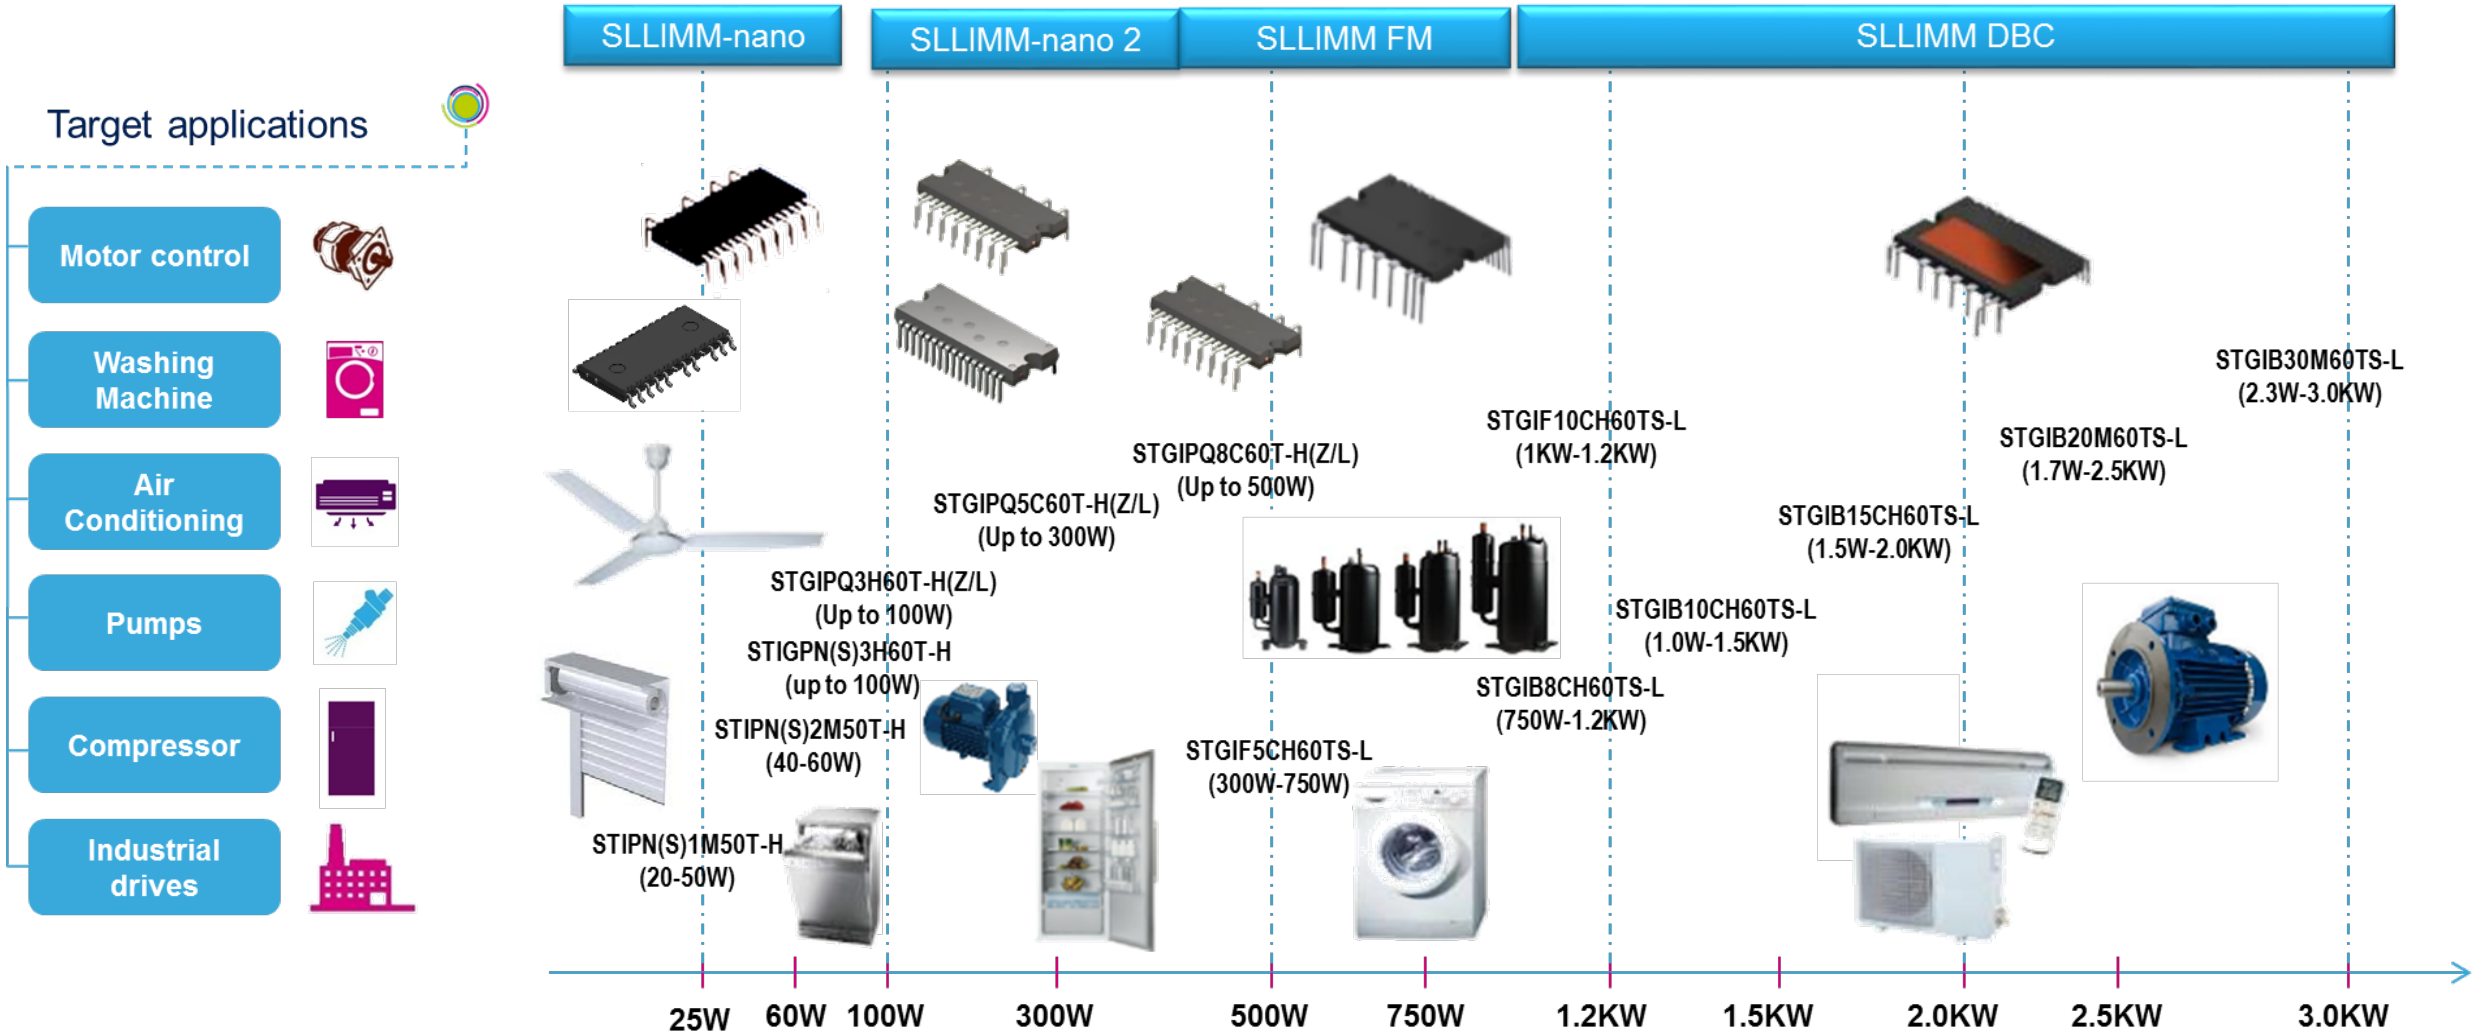 SLLIMM-nano
SLLIMM-nano 2
SLLIMM FM
SLLIMM DBC
Target applications
Motor control
Washing
Machine
Air
Conditioning
Pumps
Compressor
Industrial
drives
STGIB30M60TS-L
(2.3W-3.0KW)
STGIF10CH60TS-L
(1KW-1.2KW)
STGIB20M60TS-L
(1.7W-2.5KW)
STGIPQ8C60T-H(Z/L)
(Up to 500W)
STGIPQ5C60T-H(Z/L)
(Up to 300W)
STGIB15CH60TS-L
(1.5W-2.0KW)
STGIPQ3H60T-H(Z/L)
(Up to 100W)
STGIB10CH60TS-L
(1.0W-1.5KW)
STIGPN(S)3H60T-H
(up to 100W)
STGIB8CH60TS-L
(750W-1.2KW)
STIPN(S)2M50T-H
(40-60W)
STGIF5CH60TS-L
(300W-750W)
STIPN(S)1M50T-H
(20-50W)
25W
60W
100W
300W
500W
750W
1.2KW
1.5KW
2.0KW
2.5KW
3.0KW